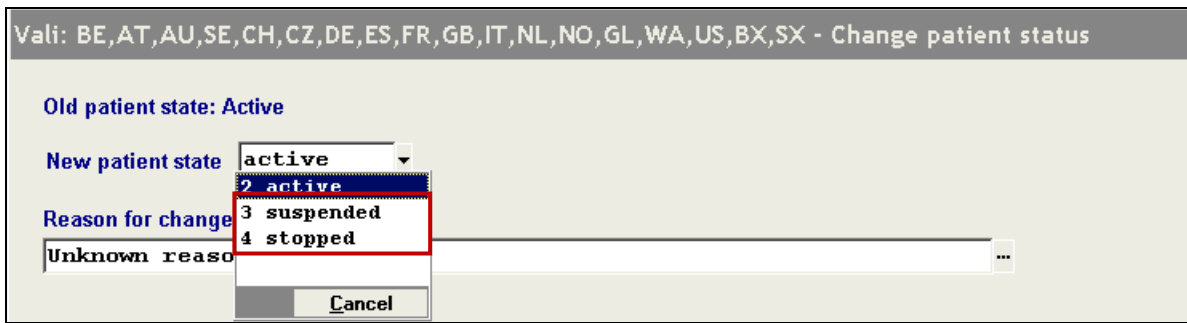 Vali: BE,AT,AU,SE,CH,CZ,DE,ES,FR,GB,IT,NL,NO,GL,WA,US,BX,SX - Change patient status
Old patient state: Active
New patient state active
2 active
Reason for change 3 suspended
4 stopped
Unknown reaso ...
Cancel